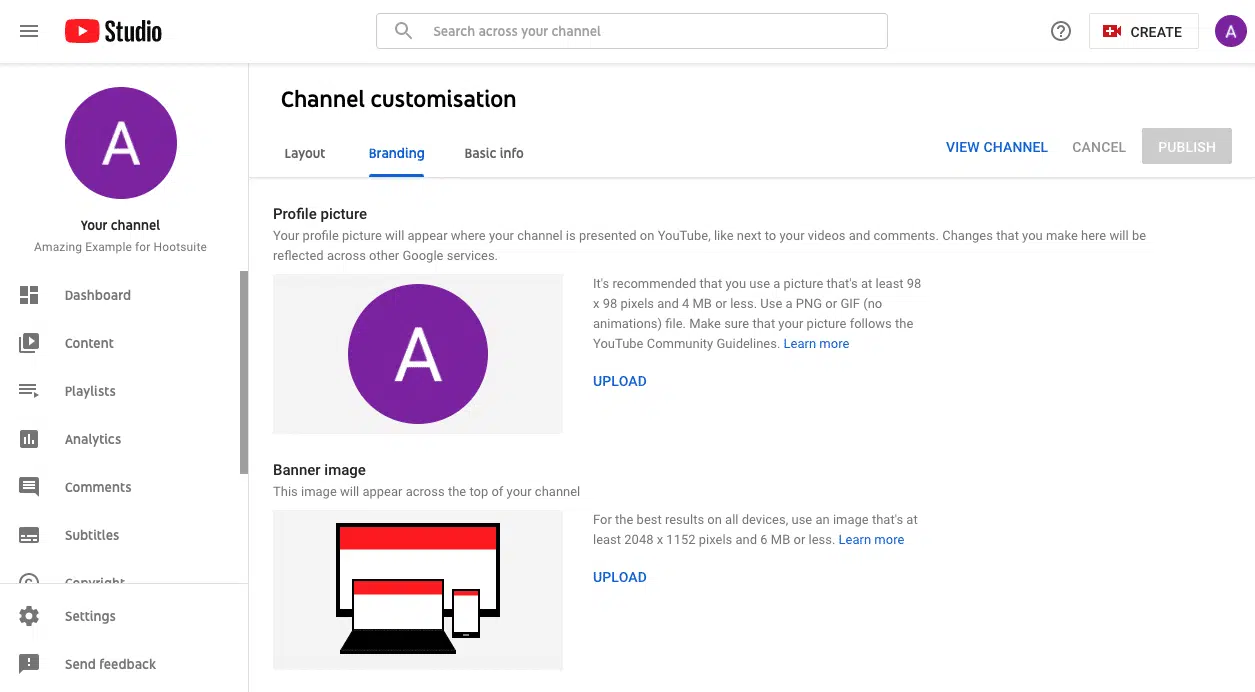 Studio
Search across your channel
CREATE
A
A
Your channel
Amazing Example for Hootsuite
Dashboard
Content
Playlists
Analytics
Comments
Subtitles
Copyright
Settings
Send feedback
Channel customisation
Layout
Branding
Basic info
VIEW CHANNEL
CANCEL
PUBLISH
Profile picture
Your profile picture will appear where your channel is presented on YouTube, like next to your videos and comments. Changes that you make here will be
reflected across other Google services.
A
It's recommended that you use a picture that's at least 98
x 98 pixels and 4 MB or less. Use a PNG or GIF (no
animations) file. Make sure that your picture follows the
YouTube Community Guidelines. Learn more
UPLOAD
Banner image
This image will appear across the top of your channel
For the best results on all devices, use an image that's at
least 2048 x 1152 pixels and 6 MB or less. Learn more
UPLOAD